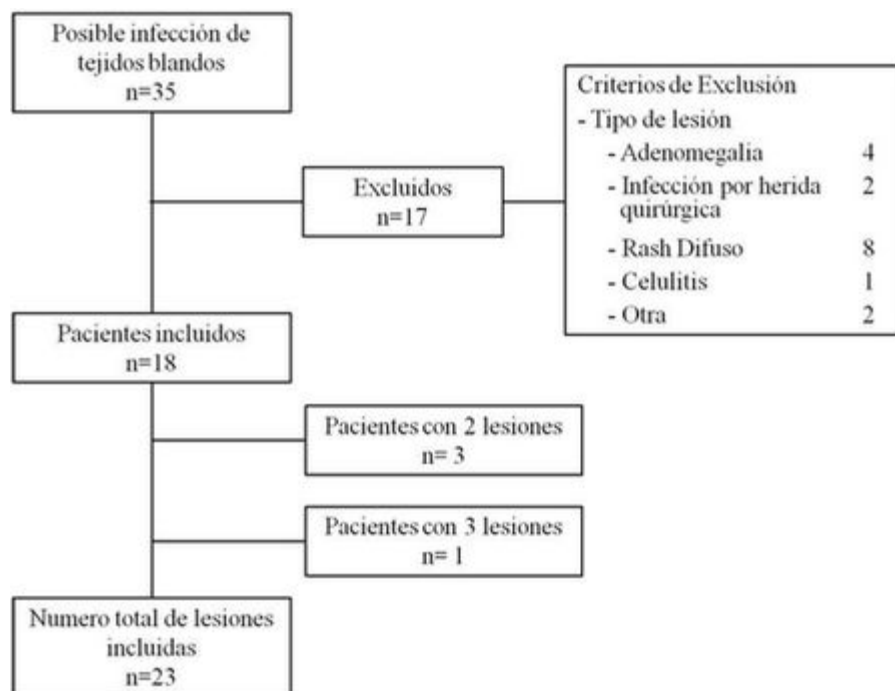 Posible infección de
tejidos blandos
n=35
Criterios de Exclusión
- Tipo de lesión
- Adenomegalia 4
- Infección por herida 2
quirúrgica
- Rash Difuso 8
- Celulitis 1
- Otra 2
Excluidos
n=17
Pacientes incluidos
n=18
Pacientes con 2 lesiones
n= 3
Pacientes con 3 lesiones
n= 1
Numero total de lesiones
incluidas
n=23